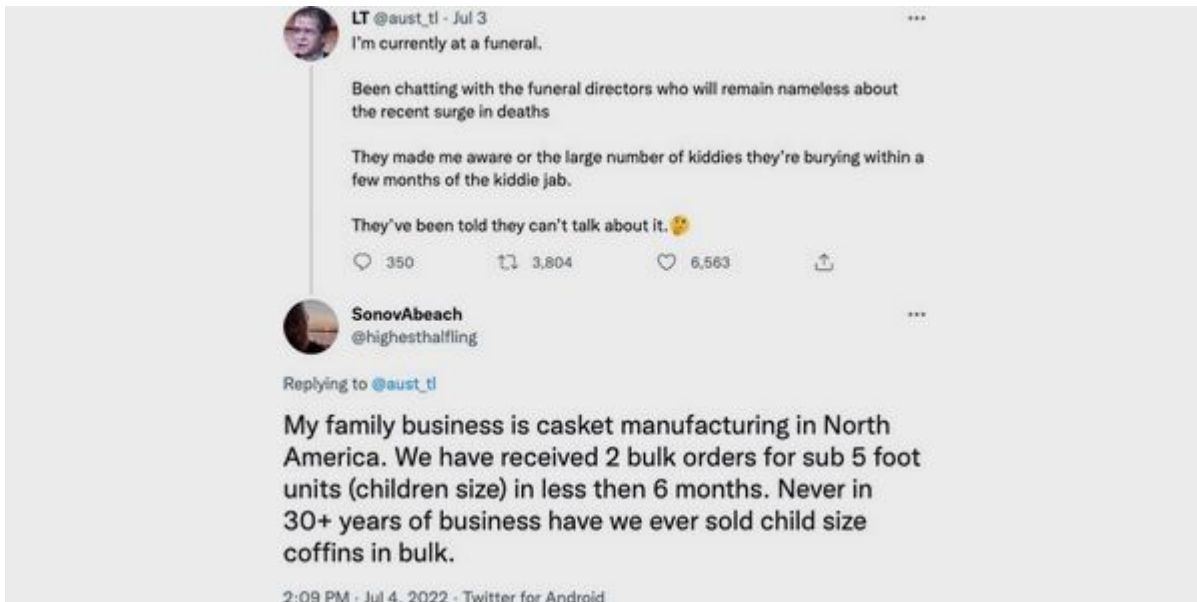 LT @aust_tl · Jul 3
I'm currently at a funeral.
Been chatting with the funeral directors who will remain nameless about
the recent surge in deaths
They made me aware or the large number of kiddies they're burying within a
few months of the kiddie jab.
They've been told they can't talk about it.🤔
350 3,804 6,563
SonovAbeach
@highesthalfling
Replying to @aust_tl
My family business is casket manufacturing in North
America. We have received 2 bulk orders for sub 5 foot
units (children size) in less then 6 months. Never in
30+ years of business have we ever sold child size
coffins in bulk.
2:09 PM · Jul 4, 2022 · Twitter for Android